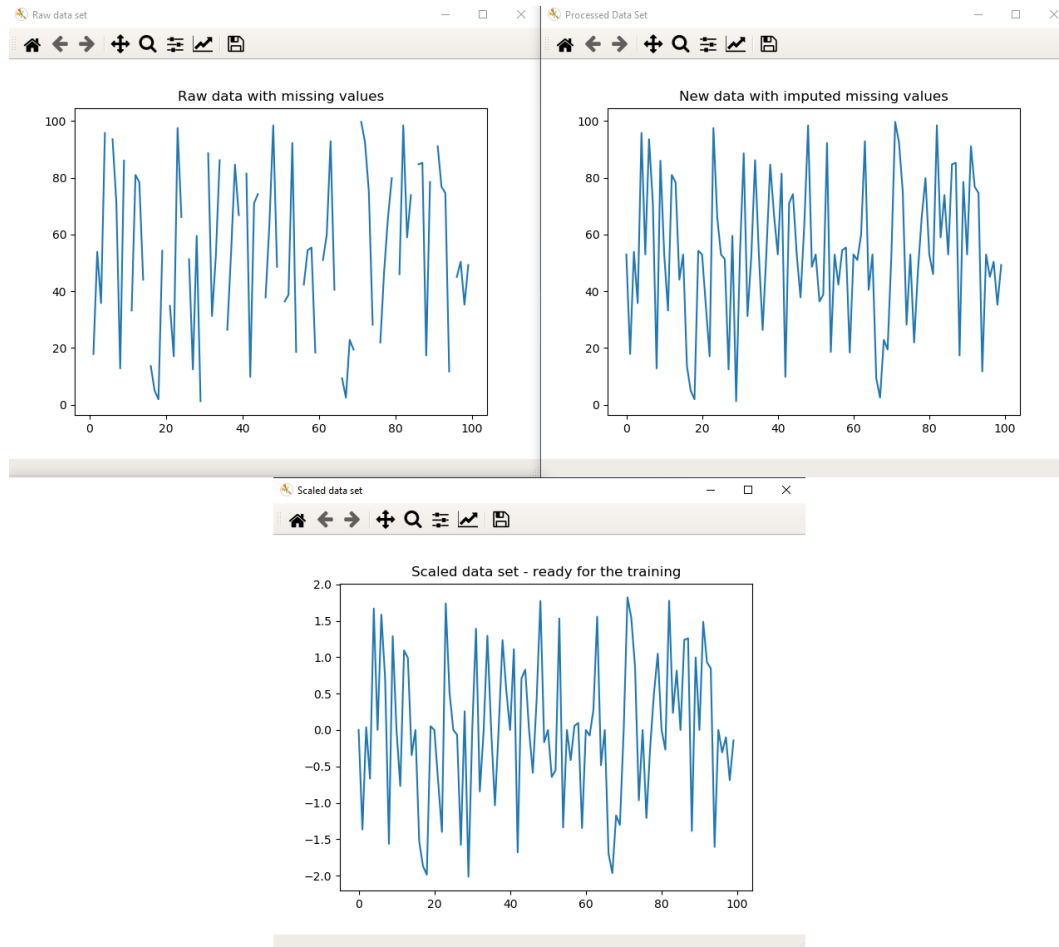 Raw data set
Processed Data Set
Raw data with missing values
100
80
60
40
20
0
0 20 40 60 80 100
New data with imputed missing values
100
80
60
40
20
0
0 20 40 60 80 100
Scaled data set
Scaled data set - ready for the training
2.0
1.5
1.0
0.5
0.0
−0.5
−1.0
−1.5
−2.0
0 20 40 60 80 100